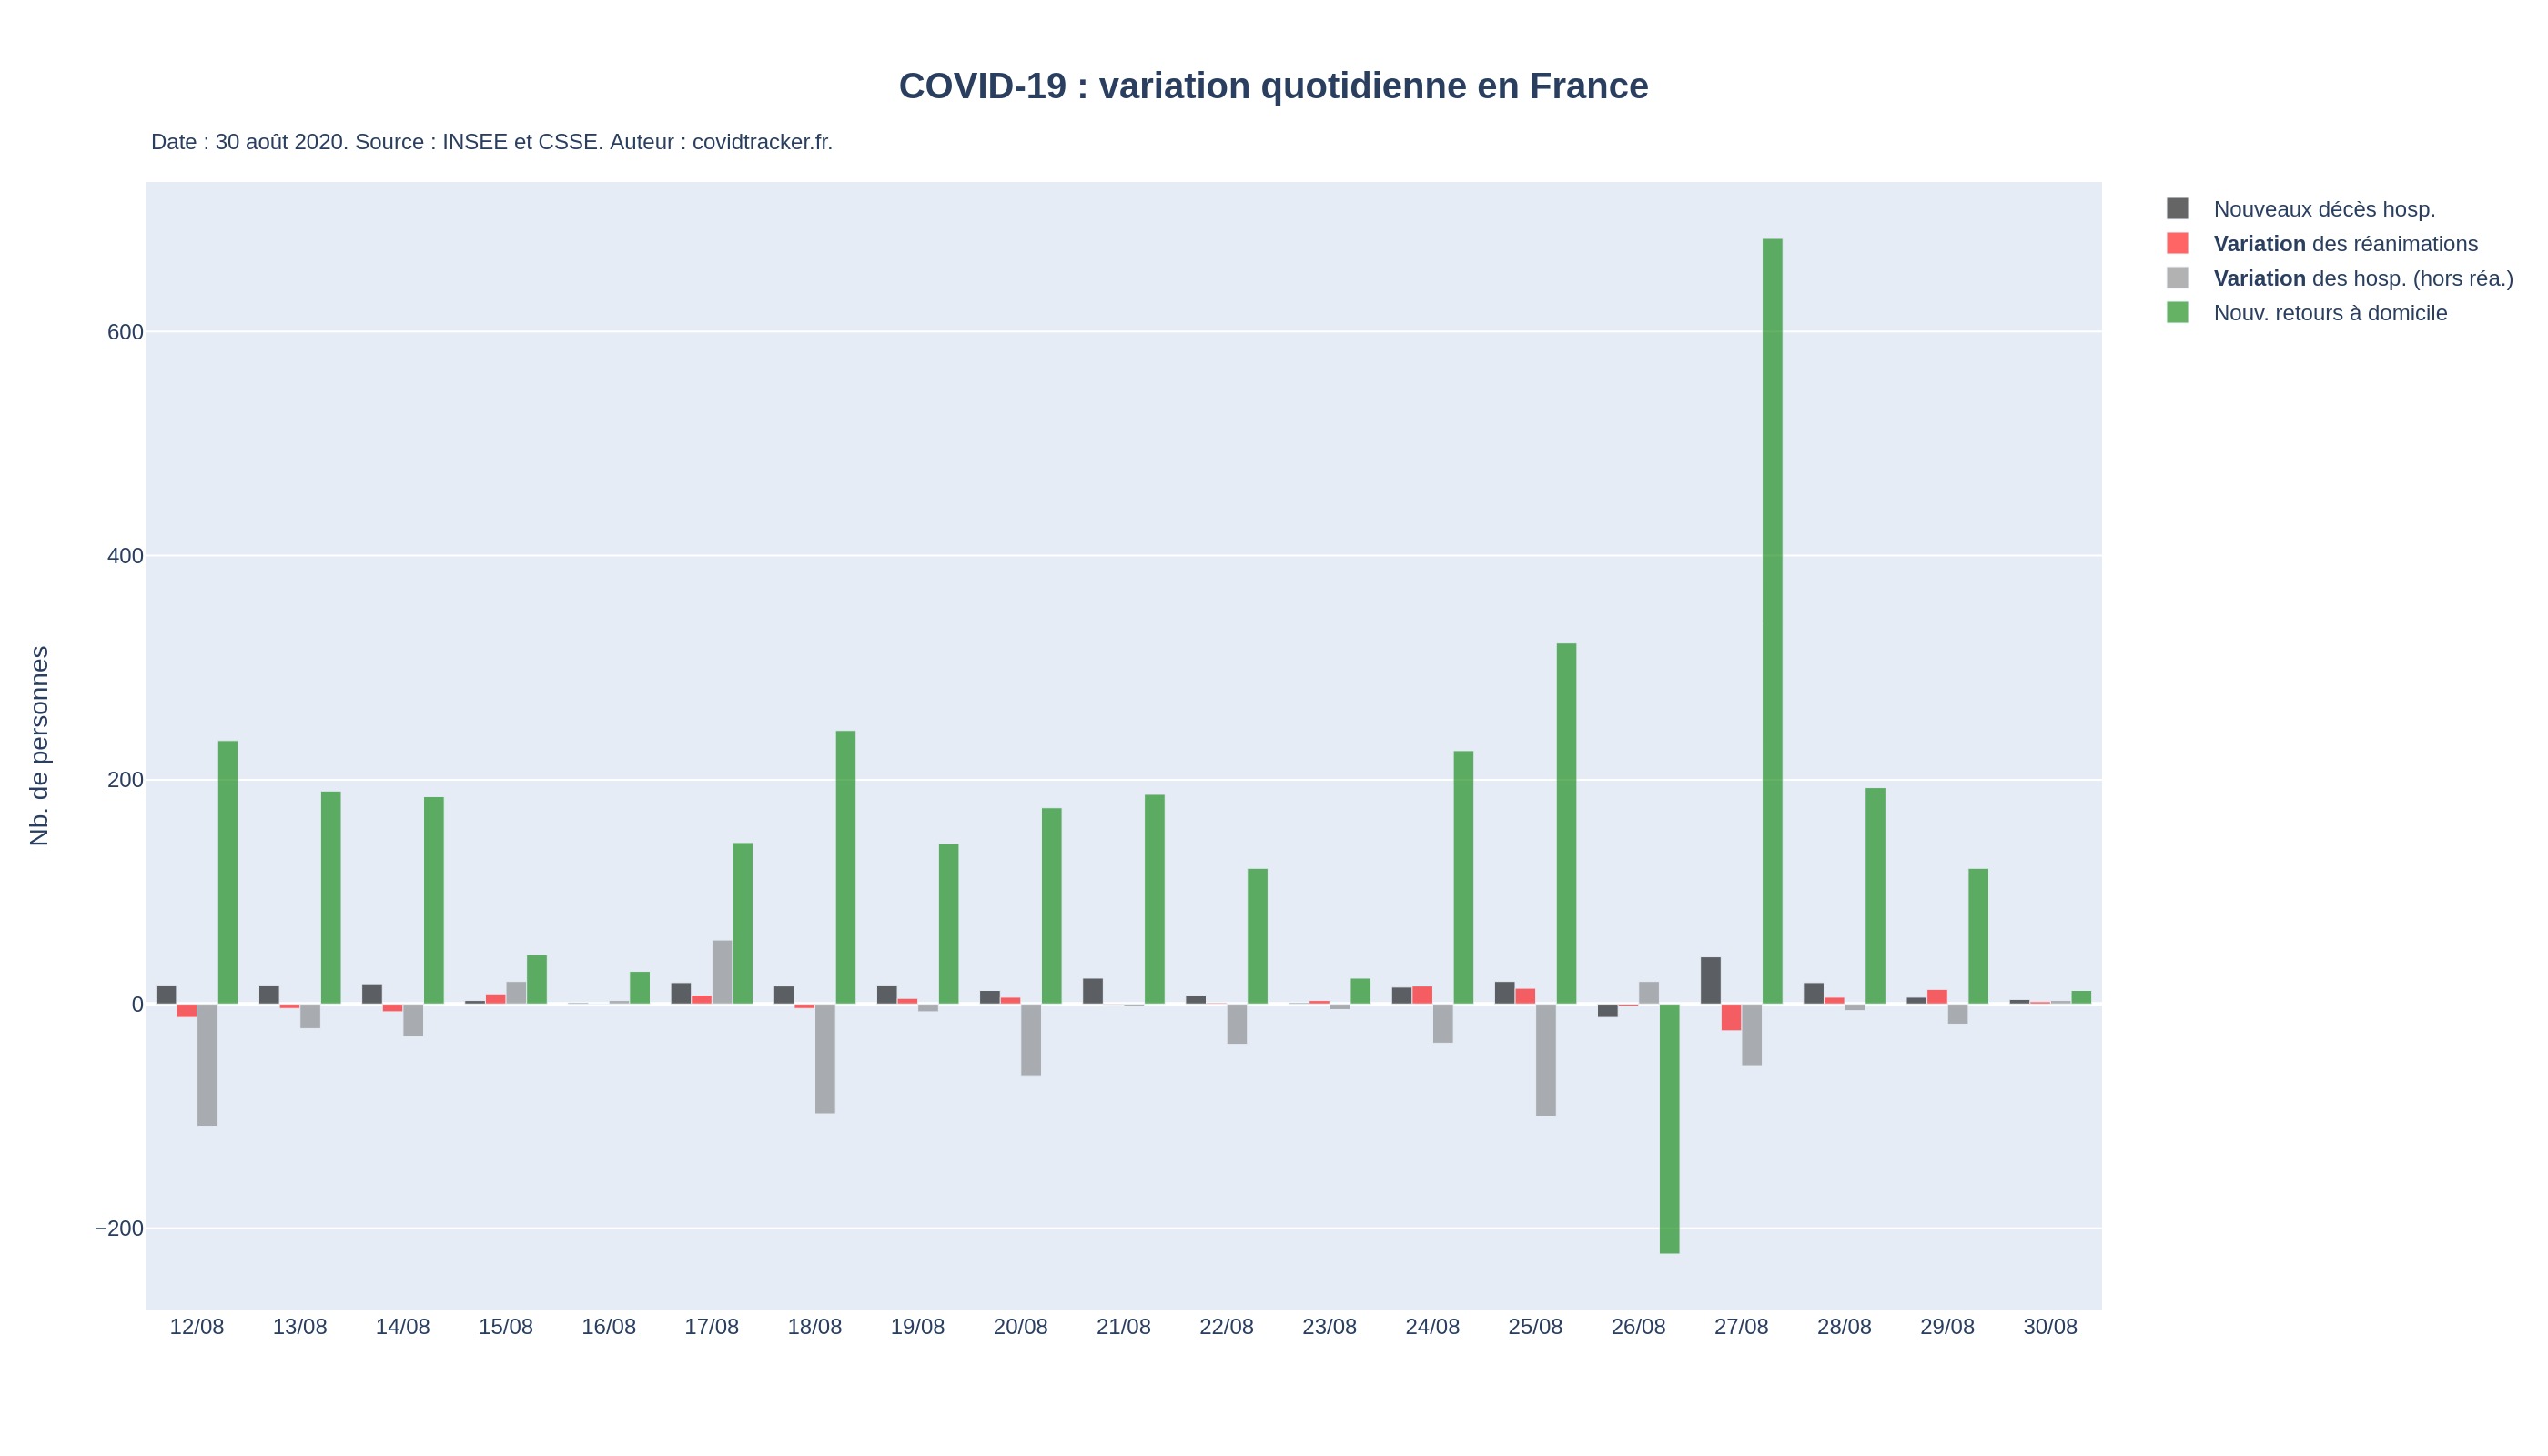 COVID-19 : variation quotidienne en France
Date : 30 août 2020. Source : INSEE et CSSE. Auteur : covidtracker.fr.
Nouveaux décès hosp.
Variation des réanimations
Variation des hosp. (hors réa.)
Nouv. retours à domicile
Nb. de personnes
600
400
200
0
−200
12/08 13/08 14/08 15/08 16/08 17/08 18/08 19/08 20/08 21/08 22/08 23/08 24/08 25/08 26/08 27/08 28/08 29/08 30/08